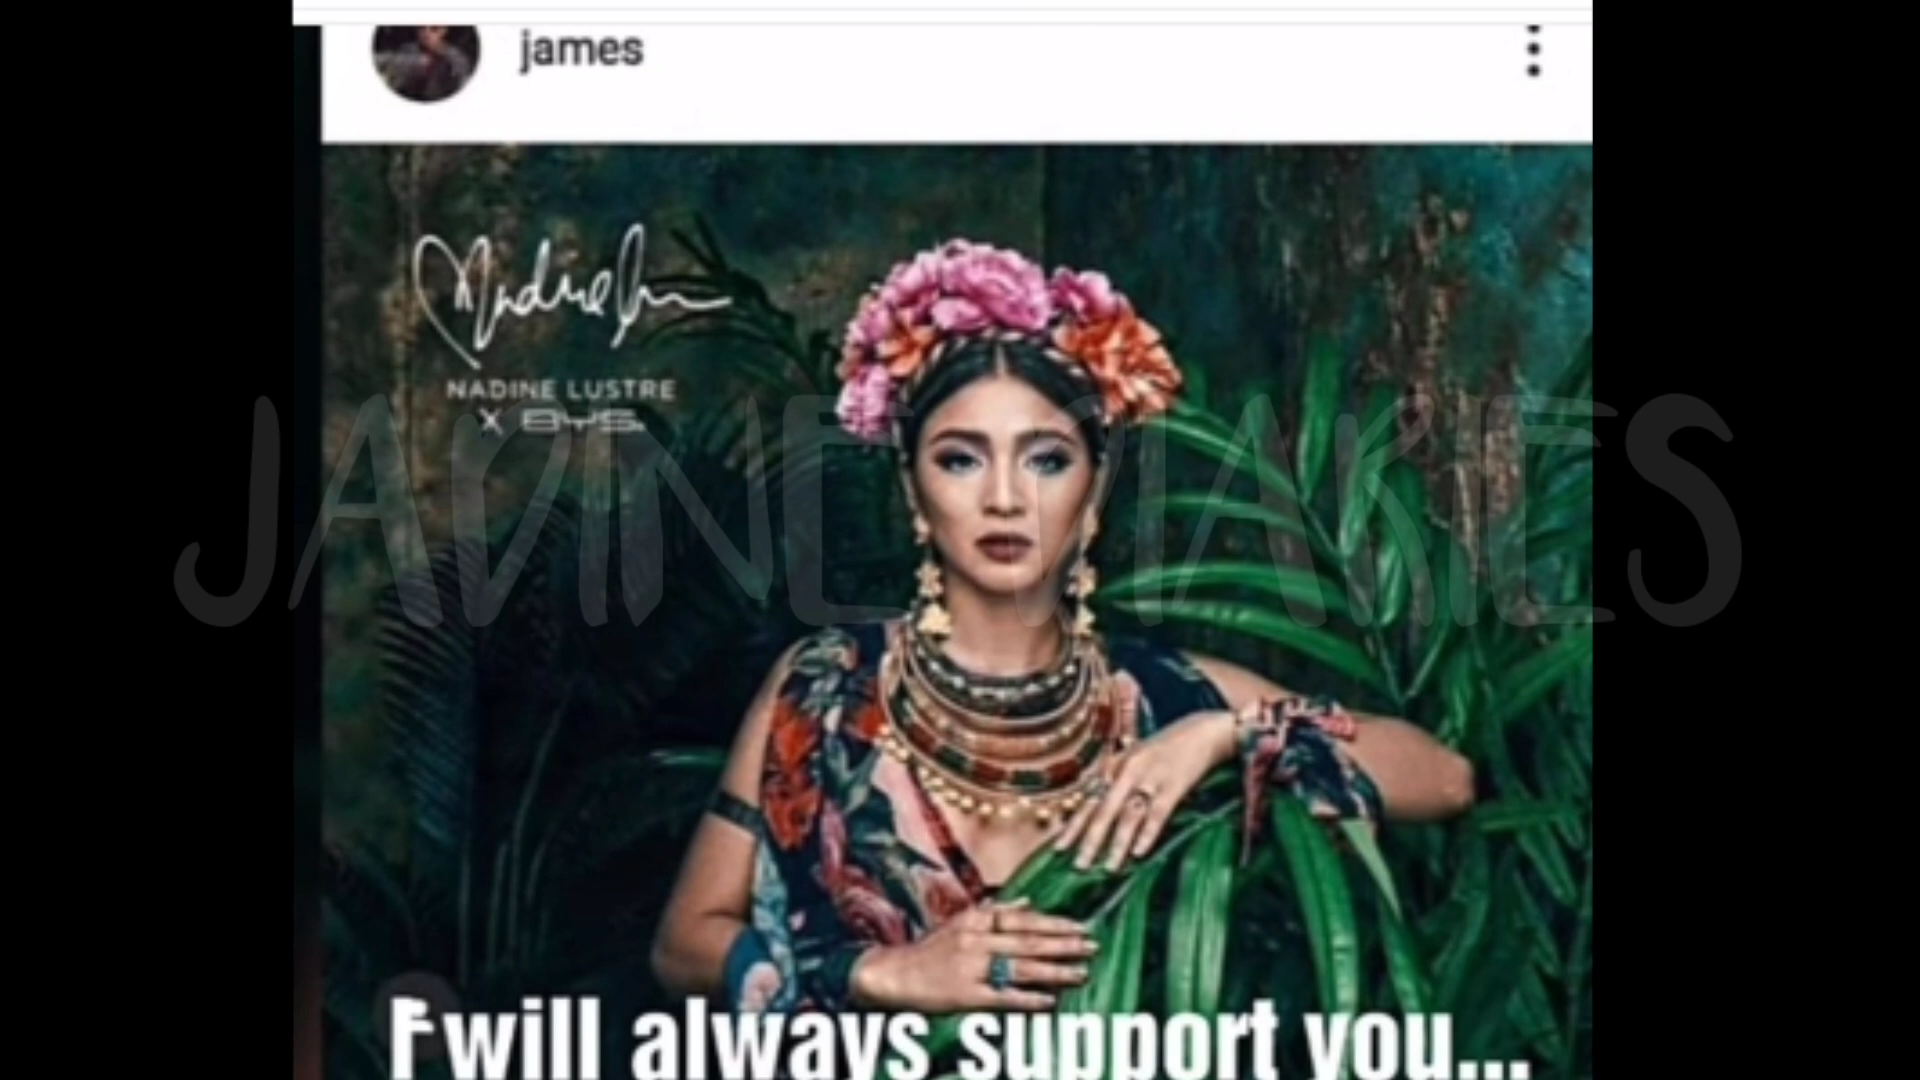 james
NADINE LUSTRE
X BYS.
JADINE DIARIES
I will always support you...